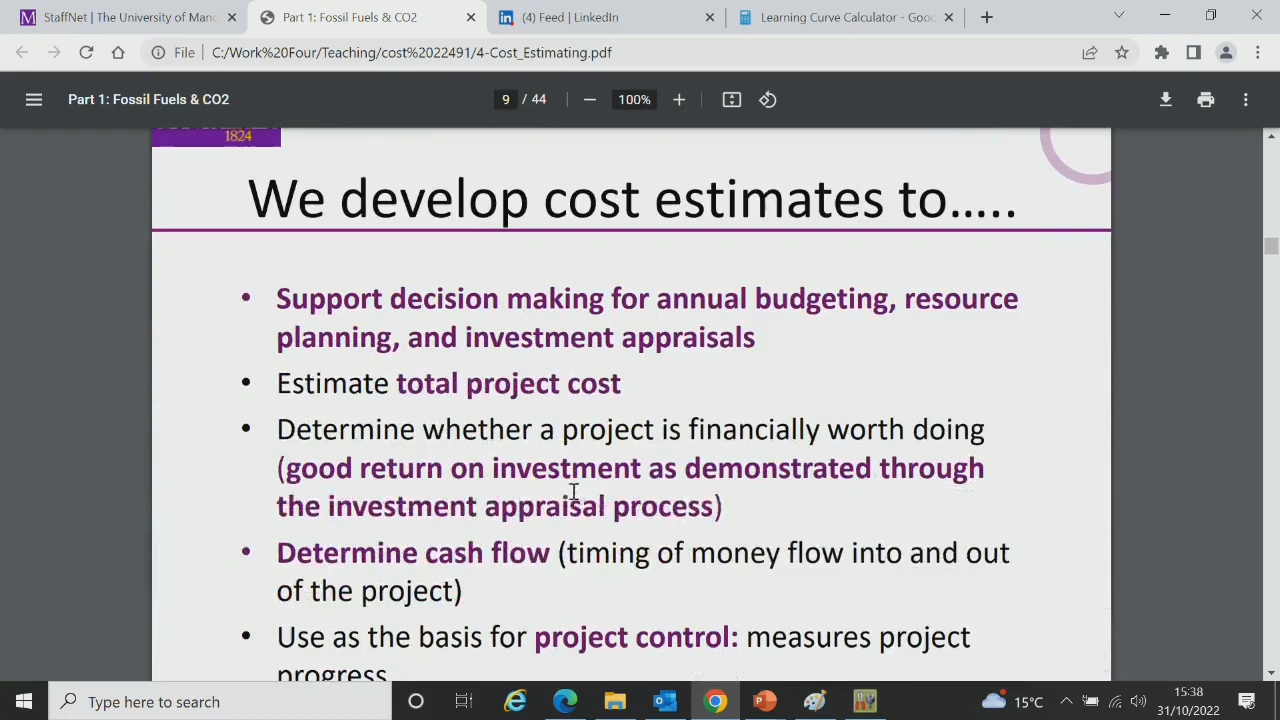 StaffNet | The University of Man
Part 1: Fossil Fuels & CO2
(4) Feed | LinkedIn
Learning Curve Calculator - Goo
File
C:/Work%20Four/Teaching/cost%2022491/4-Cost_Estimating.pdf
Part 1: Fossil Fuels & CO2
9 / 44
100%
1824
We develop cost estimates to…..
• Support decision making for annual budgeting, resource
planning, and investment appraisals
• Estimate total project cost
• Determine whether a project is financially worth doing
(good return on investment as demonstrated through
the investment appraisal process)
• Determine cash flow (timing of money flow into and out
of the project)
• Use as the basis for project control: measures project
progress
Type here to search
15°C
15:38
31/10/2022